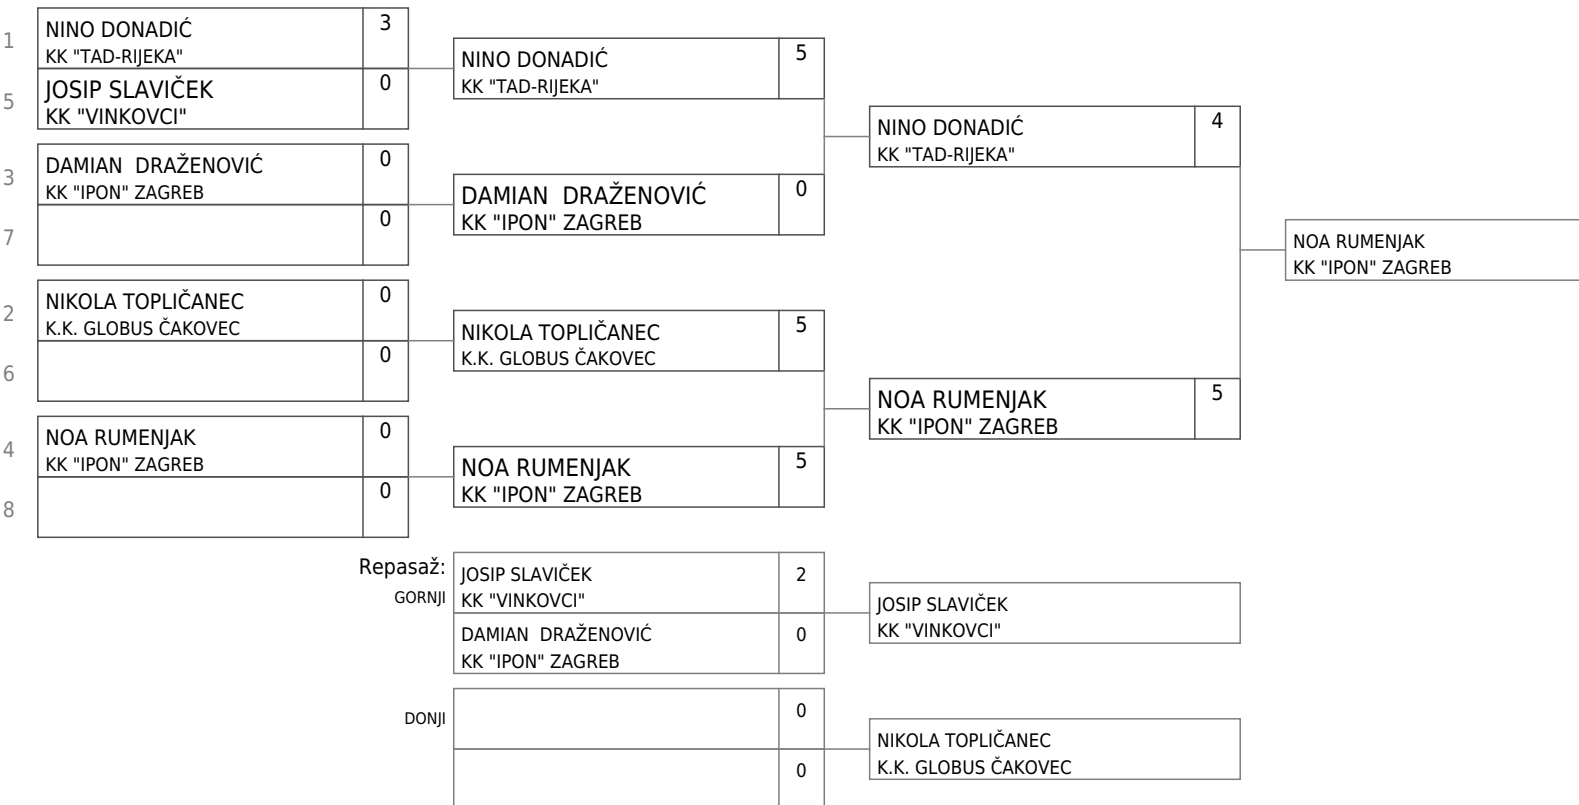 1
NINO DONADIĆ
3
KK "TAD-RIJEKA"
5
JOSIP SLAVIČEK
0
KK "VINKOVCI"
3
DAMIAN  DRAŽENOVIĆ
0
KK "IPON" ZAGREB
7
0
2
NIKOLA TOPLIČANEC
0
K.K. GLOBUS ČAKOVEC
6
0
4
NOA RUMENJAK
0
KK "IPON" ZAGREB
8
0
NINO DONADIĆ
5
KK "TAD-RIJEKA"
DAMIAN  DRAŽENOVIĆ
0
KK "IPON" ZAGREB
NIKOLA TOPLIČANEC
5
K.K. GLOBUS ČAKOVEC
NOA RUMENJAK
5
KK "IPON" ZAGREB
NINO DONADIĆ
4
KK "TAD-RIJEKA"
NOA RUMENJAK
5
KK "IPON" ZAGREB
NOA RUMENJAK
KK "IPON" ZAGREB
Repasaž:
GORNJI
JOSIP SLAVIČEK
2
KK "VINKOVCI"
DAMIAN  DRAŽENOVIĆ
0
KK "IPON" ZAGREB
JOSIP SLAVIČEK
KK "VINKOVCI"
DONJI
0
0
NIKOLA TOPLIČANEC
K.K. GLOBUS ČAKOVEC